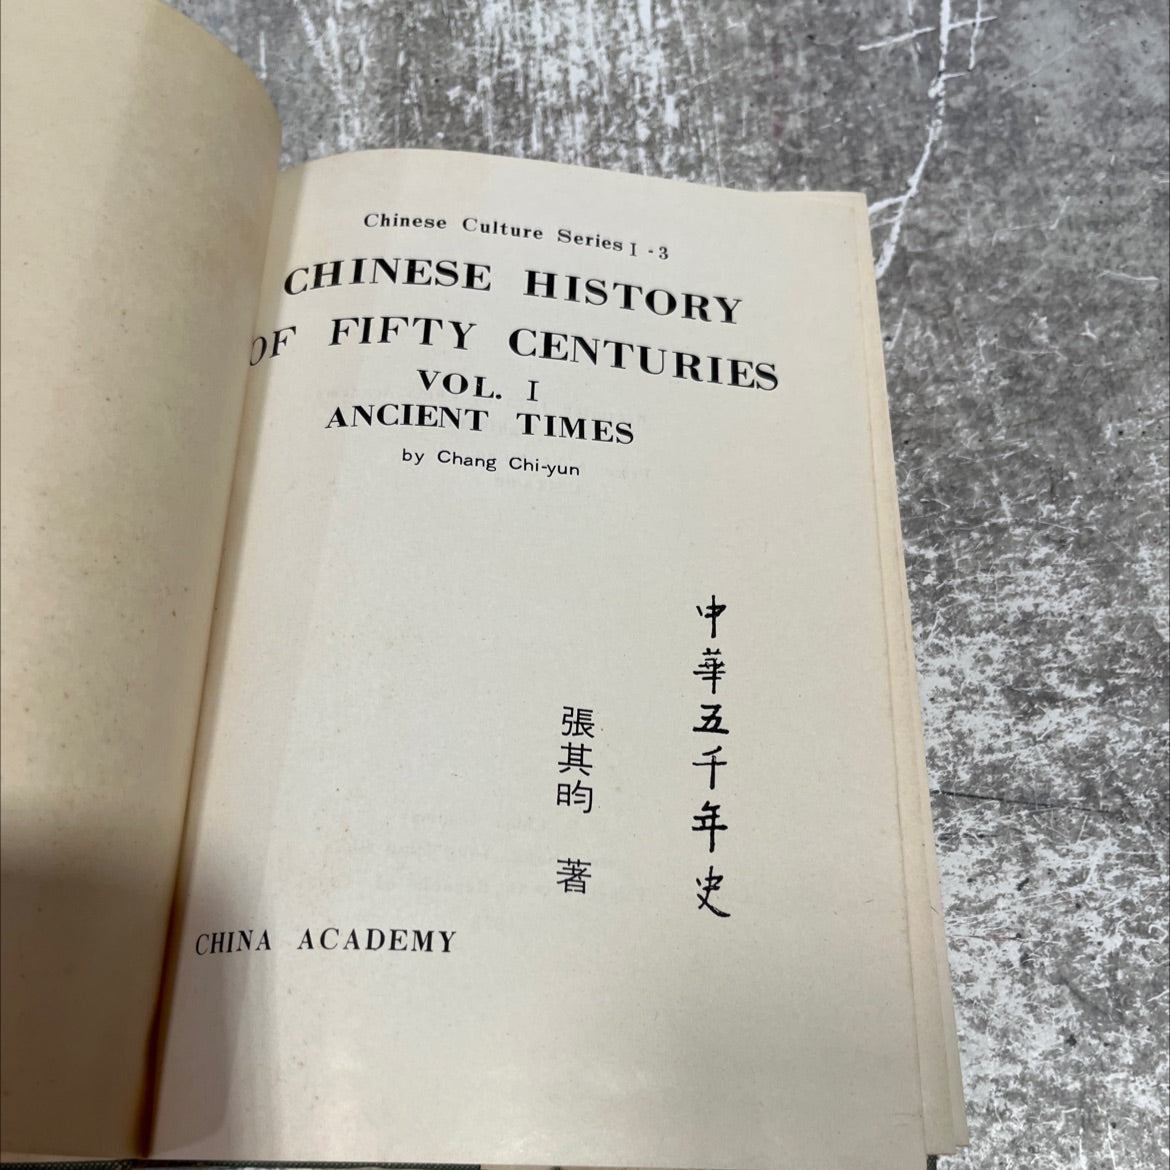 Chinese Culture Series I-3
CHINESE HISTORY
OF FIFTY CENTURIES
VOL. I
ANCIENT TIMES
by Chang Chi-yun
中華五千年史
張其昀 著
CHINA ACADEMY